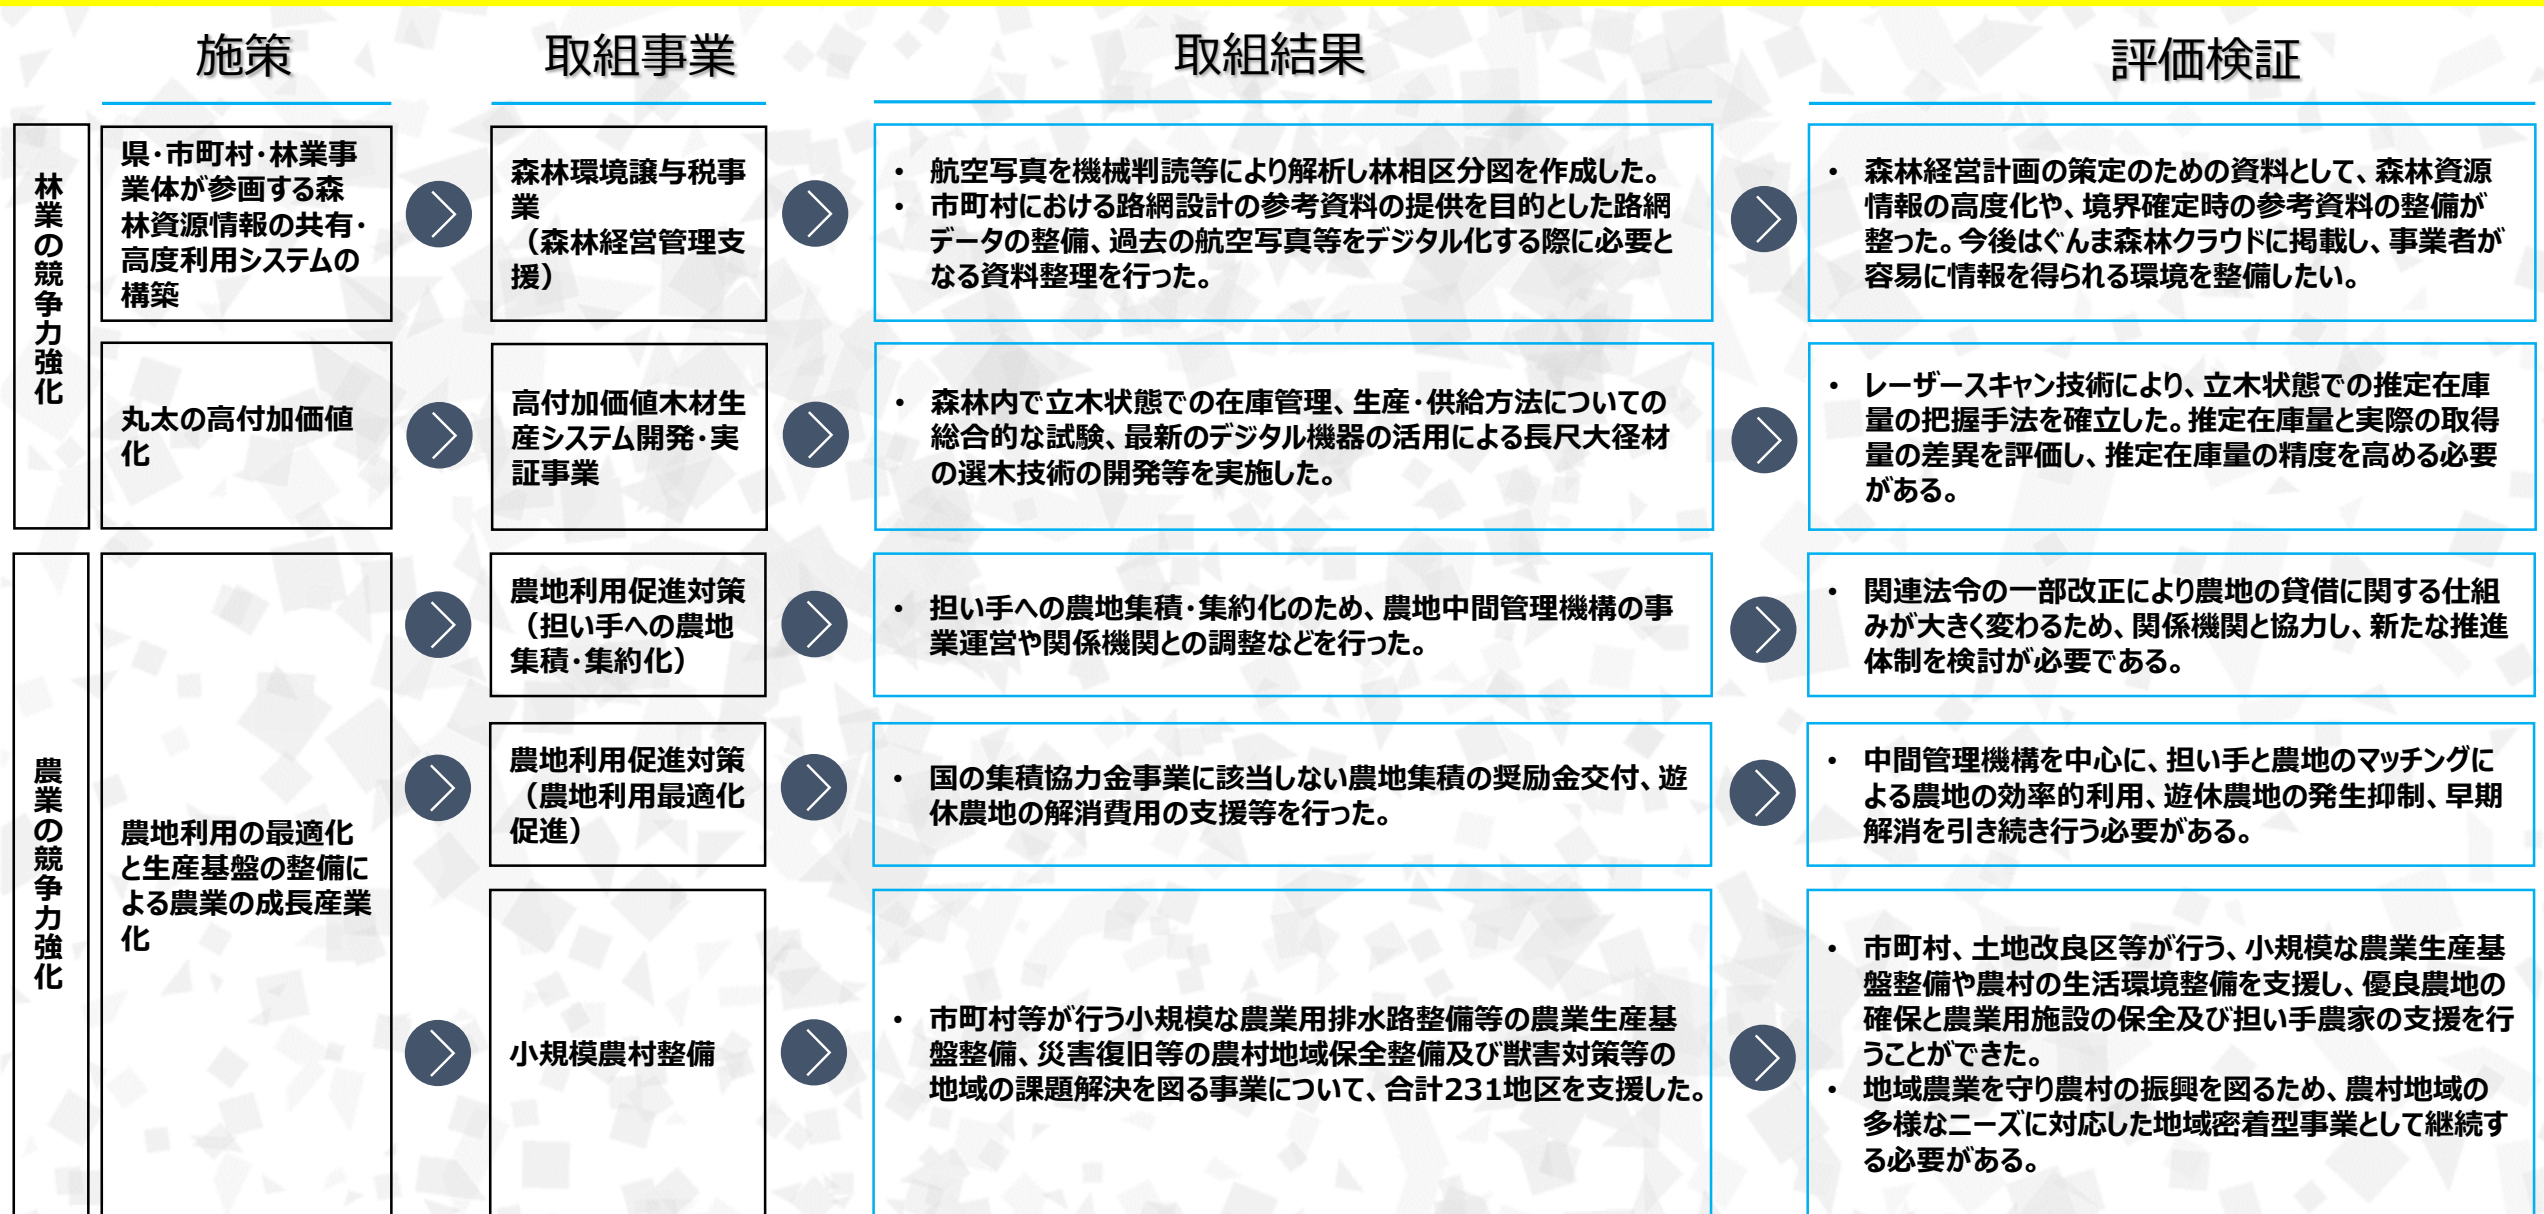 施策
取組事業
取組結果
評価検証
林業の競争力強化
県・市町村・林業事
業体が参画する森
林資源情報の共有・
高度利用システムの
構築
森林環境譲与税事
業
（森林経営管理支
援）
• 航空写真を機械判読等により解析し林相区分図を作成した。
• 市町村における路網設計の参考資料の提供を目的とした路網
データの整備、過去の航空写真等をデジタル化する際に必要と
なる資料整理を行った。
• 森林経営計画の策定のための資料として、森林資源
情報の高度化や、境界確定時の参考資料の整備が
整った。今後はぐんま森林クラウドに掲載し、事業者が
容易に情報を得られる環境を整備したい。
丸太の高付加価値
化
高付加価値木材生
産システム開発・実
証事業
• 森林内で立木状態での在庫管理、生産・供給方法についての
総合的な試験、最新のデジタル機器の活用による長尺大径材
の選木技術の開発等を実施した。
• レーザースキャン技術により、立木状態での推定在庫
量の把握手法を確立した。推定在庫量と実際の取得
量の差異を評価し、推定在庫量の精度を高める必要
がある。
農業の競争力強化
農地利用の最適化
と生産基盤の整備に
よる農業の成長産業
化
農地利用促進対策
（担い手への農地
集積・集約化）
• 担い手への農地集積・集約化のため、農地中間管理機構の事
業運営や関係機関との調整などを行った。
• 関連法令の一部改正により農地の貸借に関する仕組
みが大きく変わるため、関係機関と協力し、新たな推進
体制を検討が必要である。
農地利用促進対策
（農地利用最適化
促進）
• 国の集積協力金事業に該当しない農地集積の奨励金交付、遊
休農地の解消費用の支援等を行った。
• 中間管理機構を中心に、担い手と農地のマッチングに
よる農地の効率的利用、遊休農地の発生抑制、早期
解消を引き続き行う必要がある。
小規模農村整備
• 市町村等が行う小規模な農業用排水路整備等の農業生産基
盤整備、災害復旧等の農村地域保全整備及び獣害対策等の
地域の課題解決を図る事業について、合計231地区を支援した。
• 市町村、土地改良区等が行う、小規模な農業生産基
盤整備や農村の生活環境整備を支援し、優良農地の
確保と農業用施設の保全及び担い手農家の支援を行
うことができた。
• 地域農業を守り農村の振興を図るため、農村地域の
多様なニーズに対応した地域密着型事業として継続す
る必要がある。